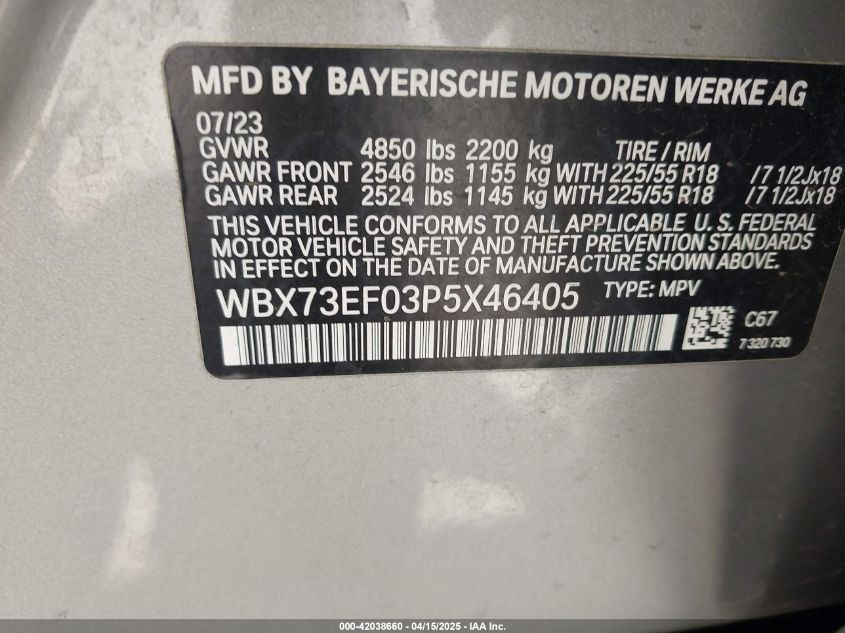 MFD BY BAYERISCHE MOTOREN WERKE AG
07/23
GVWR 4850 lbs 2200 kg TIRE / RIM
GAWR FRONT 2546 lbs 1155 kg WITH 225/55 R18 /7 1/2Jx18
GAWR REAR 2524 lbs 1145 kg WITH 225/55 R18 /7 1/2Jx18
THIS VEHICLE CONFORMS TO ALL APPLICABLE U. S. FEDERAL
MOTOR VEHICLE SAFETY AND THEFT PREVENTION STANDARDS
IN EFFECT ON THE DATE OF MANUFACTURE SHOWN ABOVE.
WBX73EF03P5X46405 TYPE: MPV
C67
7 320 730
000-42038660 - 04/15/2025 - IAA Inc.